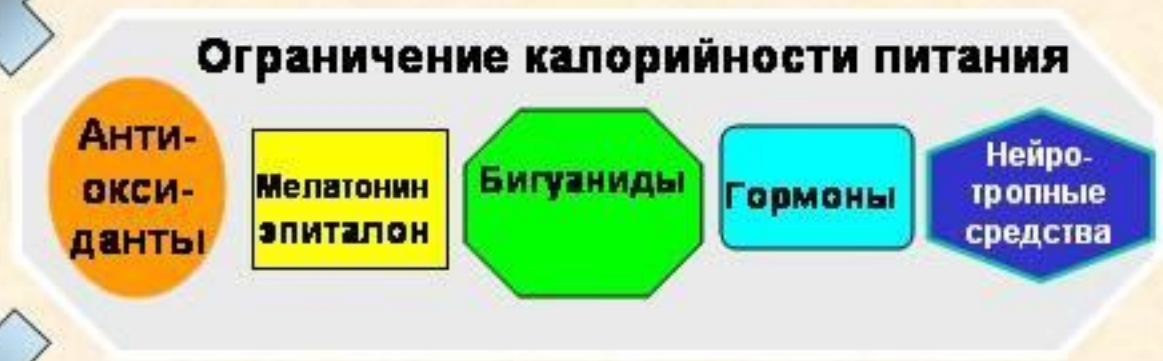 Ограничение калорийности питания
Анти-
окси-
данты
Мелатонин
эпиталон
Бигуаниды
Гормоны
Нейро-
тропные
средства